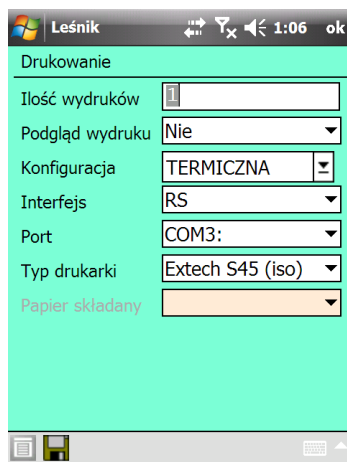 Leśnik 1:06 ok
Drukowanie
Ilość wydruków 1
Podgląd wydruku Nie
Konfiguracja TERMICZNA
Interfejs RS
Port COM3:
Typ drukarki Extech S45 (iso)
Papier składany